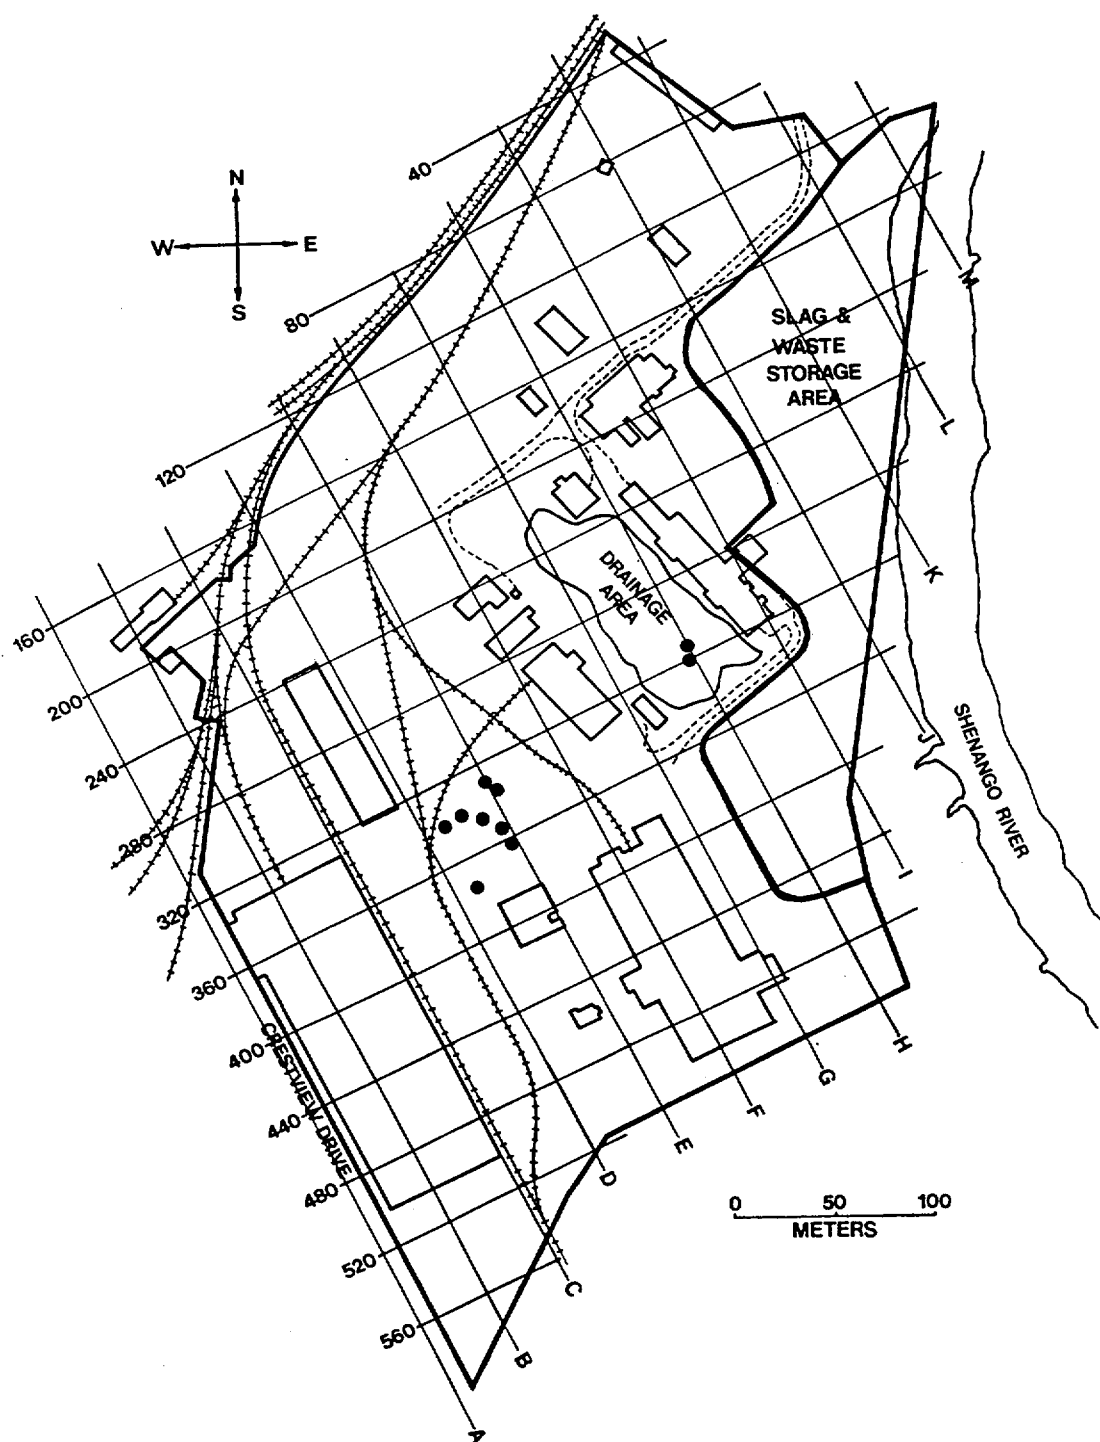 40
N
W E
S
80
M
SLAG &
WASTE
STORAGE
AREA
120
L
DRAINAGE
AREA
K
160
200
J
SHENANGO RIVER
240
280
I
320
360
400
CRESTVIEW DRIVE
H
G
440
F
E
480
D
0 50 100
METERS
520
C
560
B
A